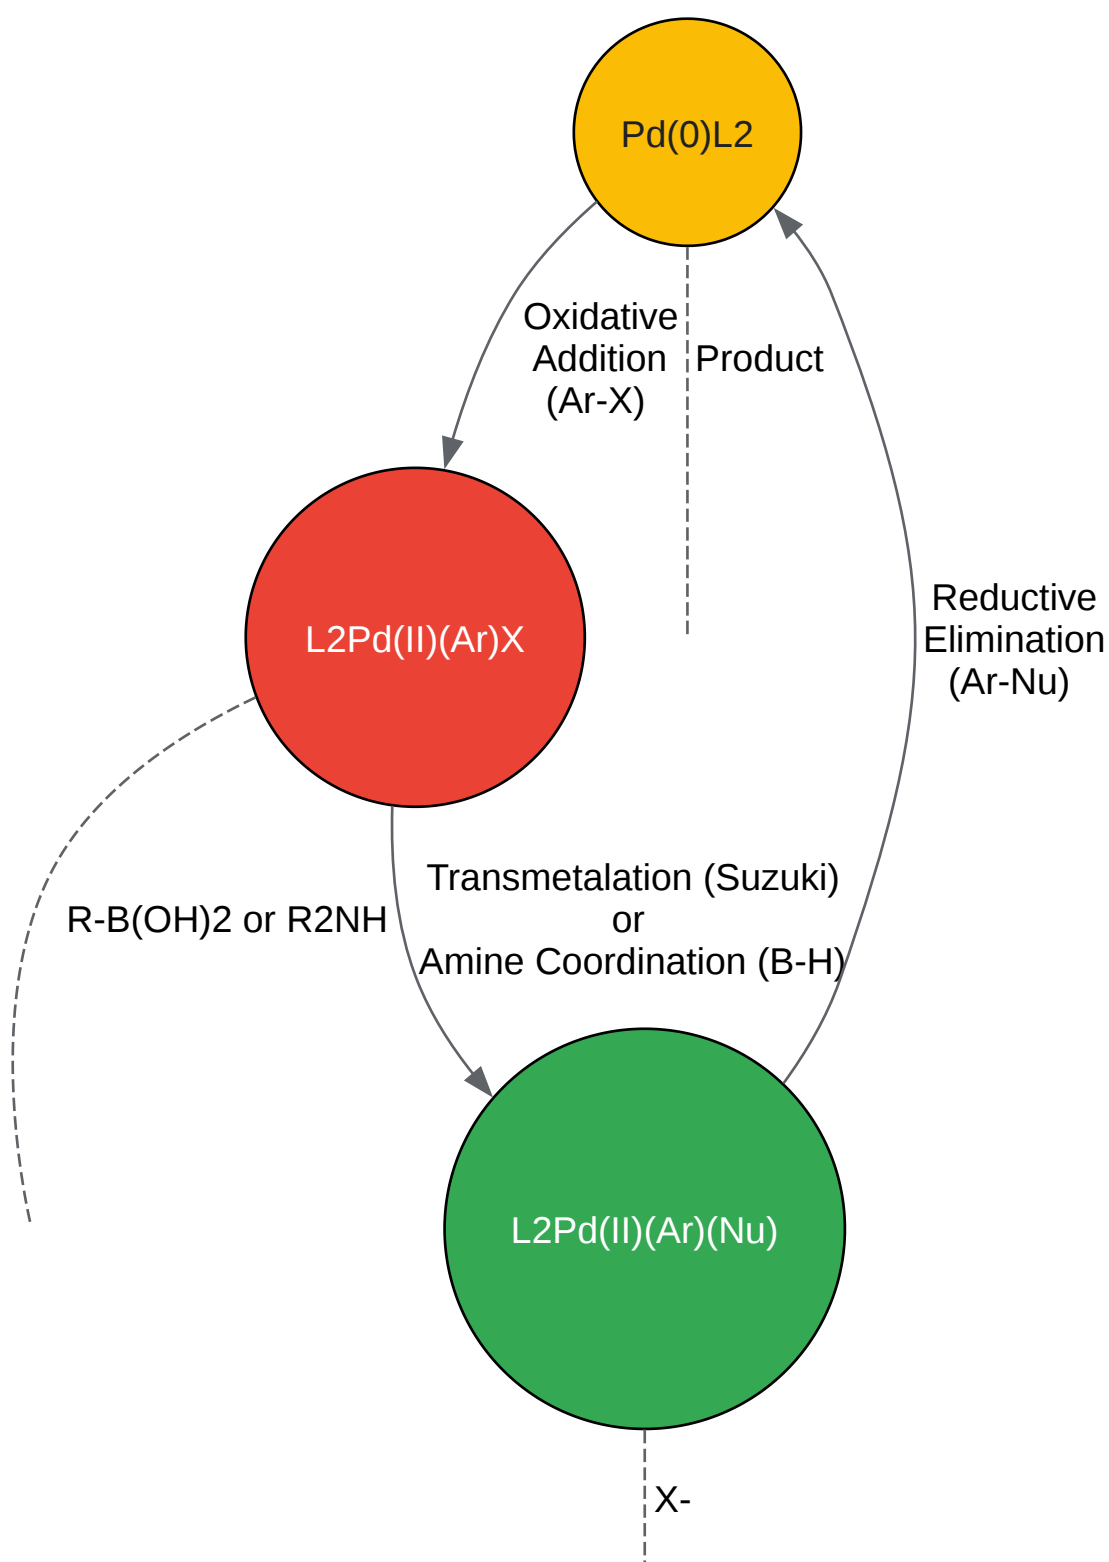 Pd(0)L2
Oxidative
Addition
(Ar-X)
Product
Reductive
Elimination
(Ar-Nu)
L2Pd(II)(Ar)X
R-B(OH)2 or R2NH
Transmetalation (Suzuki)
or
Amine Coordination (B-H)
L2Pd(II)(Ar)(Nu)
X-